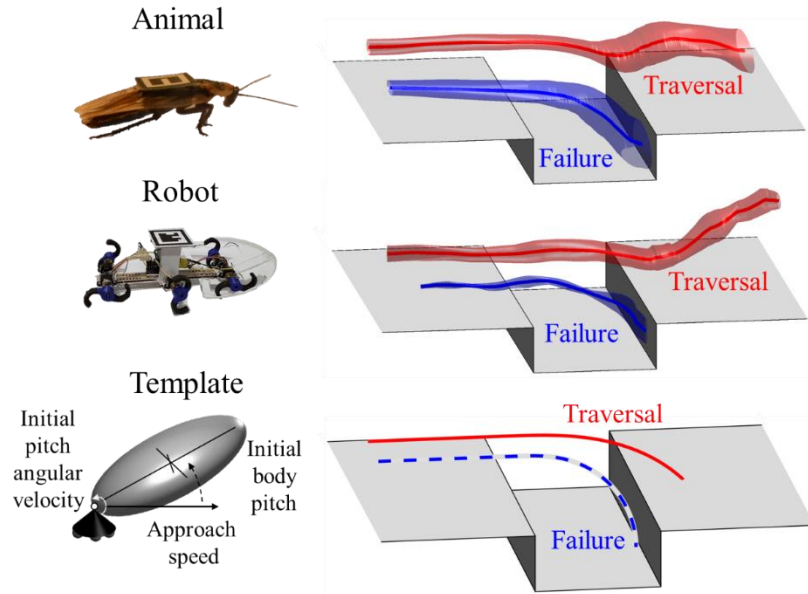 Animal
Traversal
Failure
Robot
Traversal
Failure
Template
Initial
pitch
angular
velocity
Initial
body
pitch
Approach
speed
Traversal
Failure